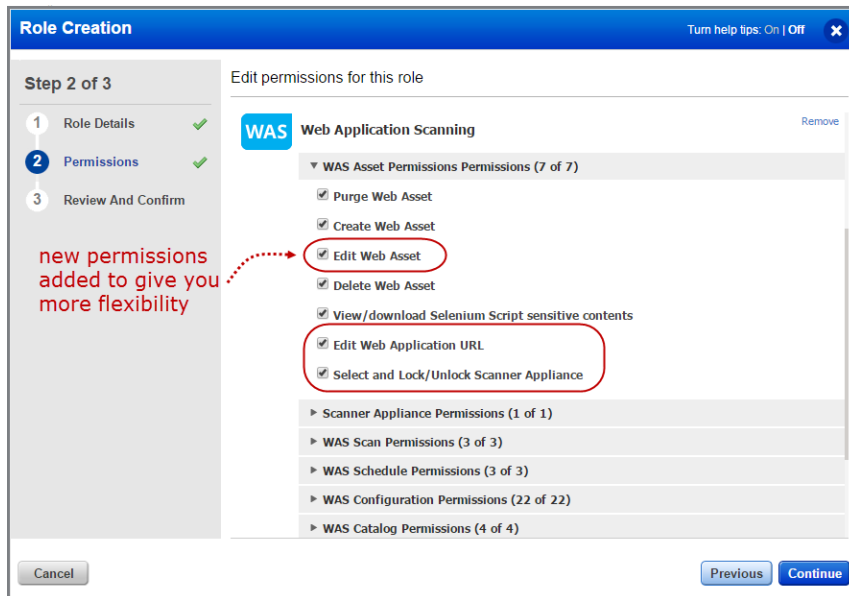 Role Creation
Turn help tips: On | Off
Step 2 of 3
1 Role Details
2 Permissions
3 Review And Confirm
new permissions
added to give you
more flexibility
Edit permissions for this role
WAS Web Application Scanning
Remove
WAS Asset Permissions Permissions (7 of 7)
Purge Web Asset
Create Web Asset
Edit Web Asset
Delete Web Asset
View/download Selenium Script sensitive contents
Edit Web Application URL
Select and Lock/Unlock Scanner Appliance
Scanner Appliance Permissions (1 of 1)
WAS Scan Permissions (3 of 3)
WAS Schedule Permissions (3 of 3)
WAS Configuration Permissions (22 of 22)
WAS Catalog Permissions (4 of 4)
Cancel
Previous
Continue